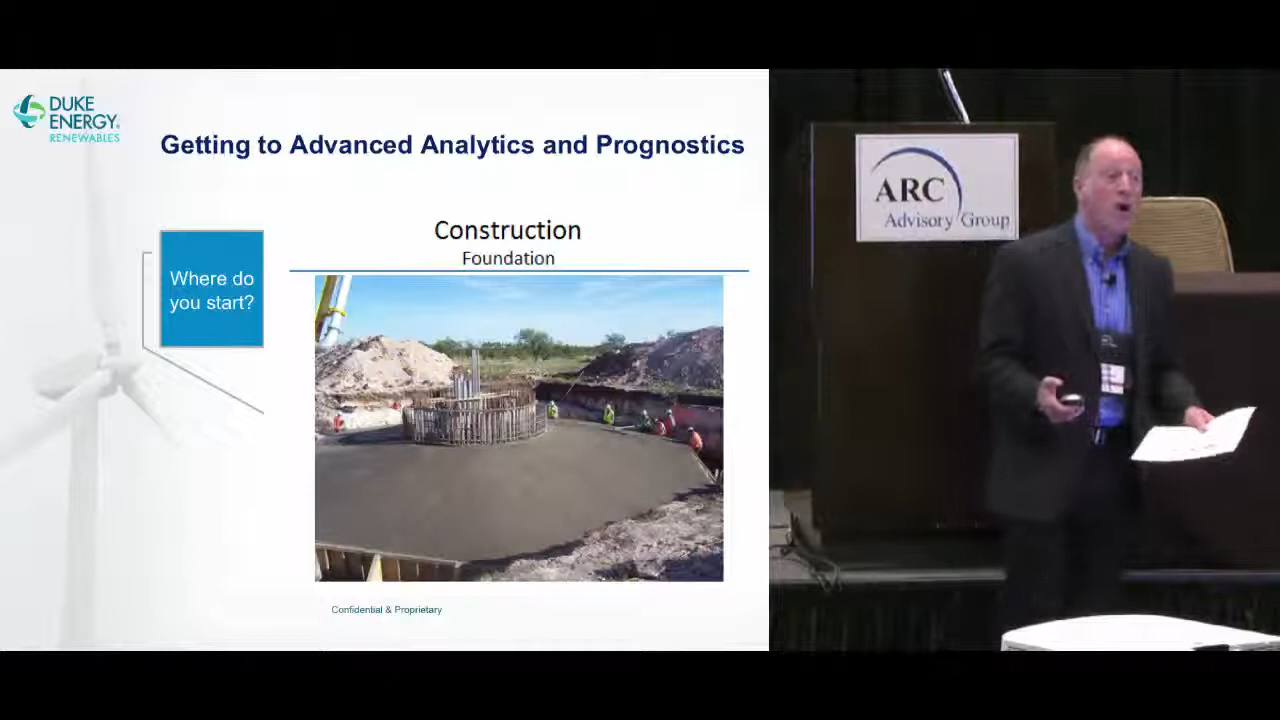 DUKE
ENERGY®
RENEWABLES
Getting to Advanced Analytics and Prognostics
Construction
Foundation
Where do
you start?
Confidential & Proprietary
ARC
Advisory Group